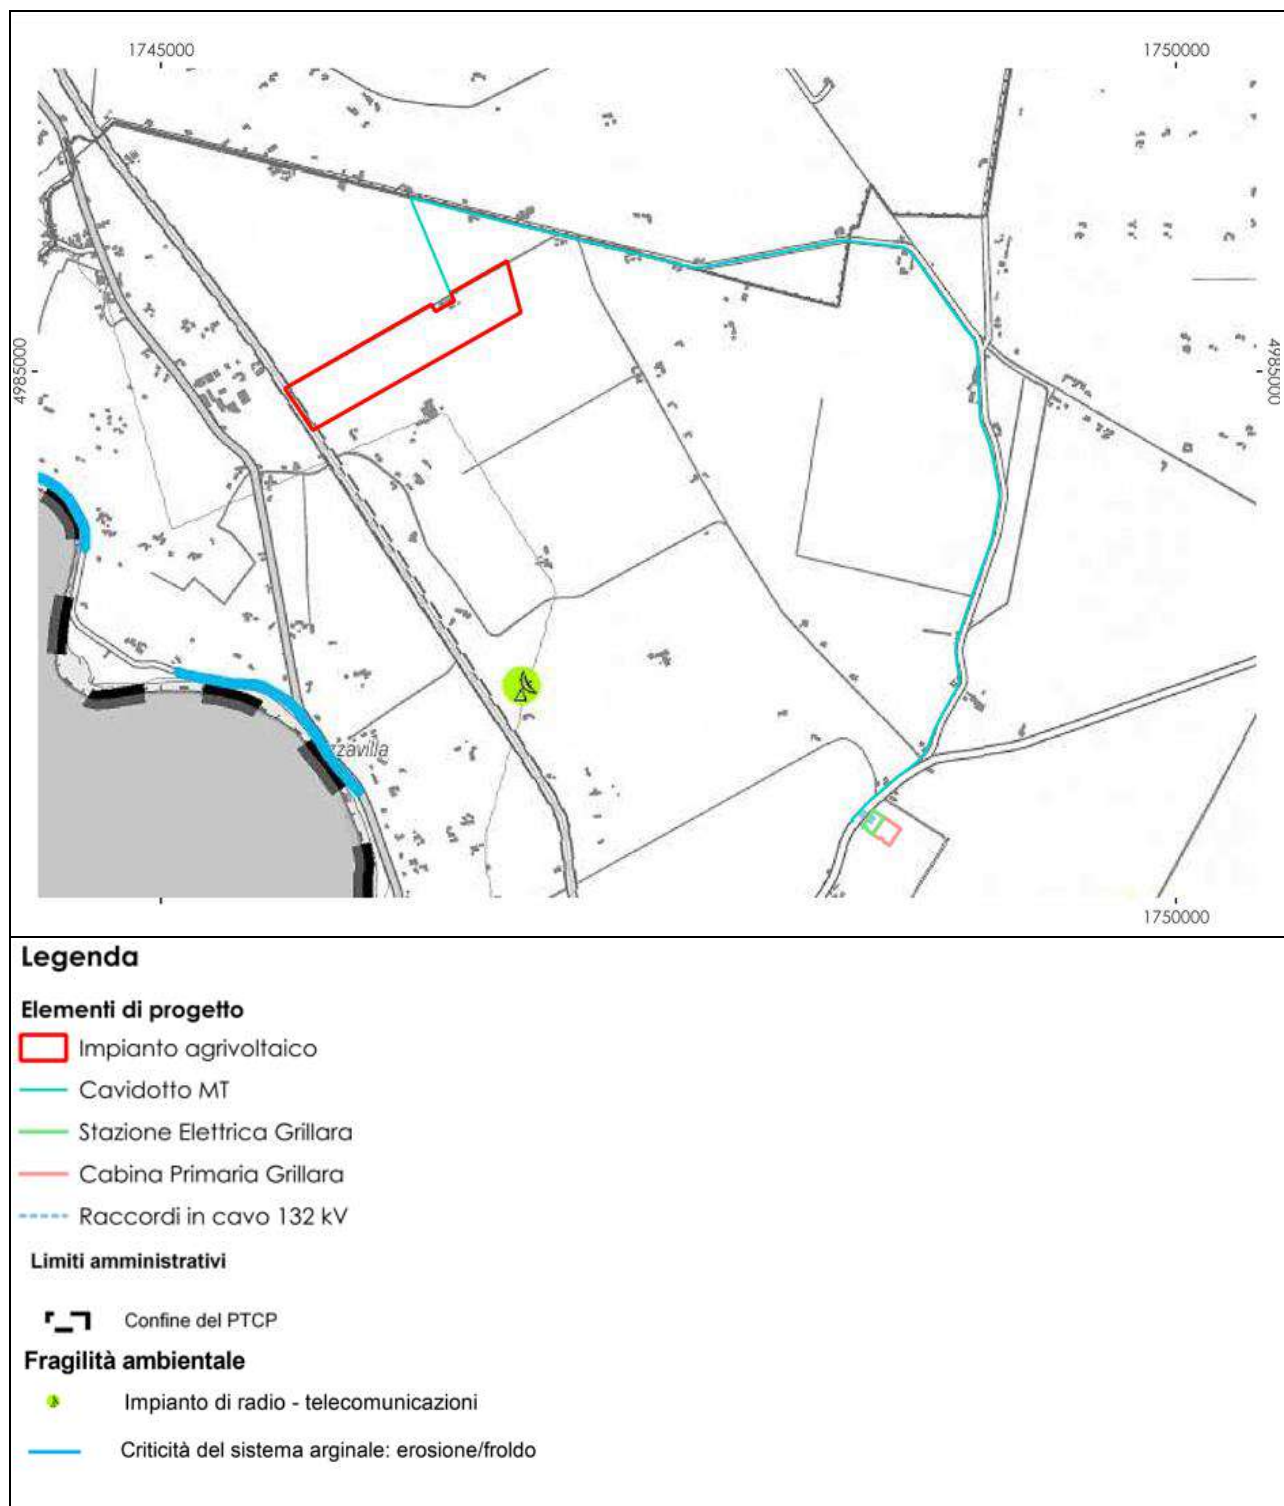 1745000
1750000
4985000
4985000
zzavilla
1750000
Legenda
Elementi di progetto
Impianto agrivoltaico
Cavidotto MT
Stazione Elettrica Grillara
Cabina Primaria Grillara
Raccordi in cavo 132 kV
Limiti amministrativi
Confine del PTCP
Fragilità ambientale
Impianto di radio - telecomunicazioni
Criticità del sistema arginale: erosione/froldo